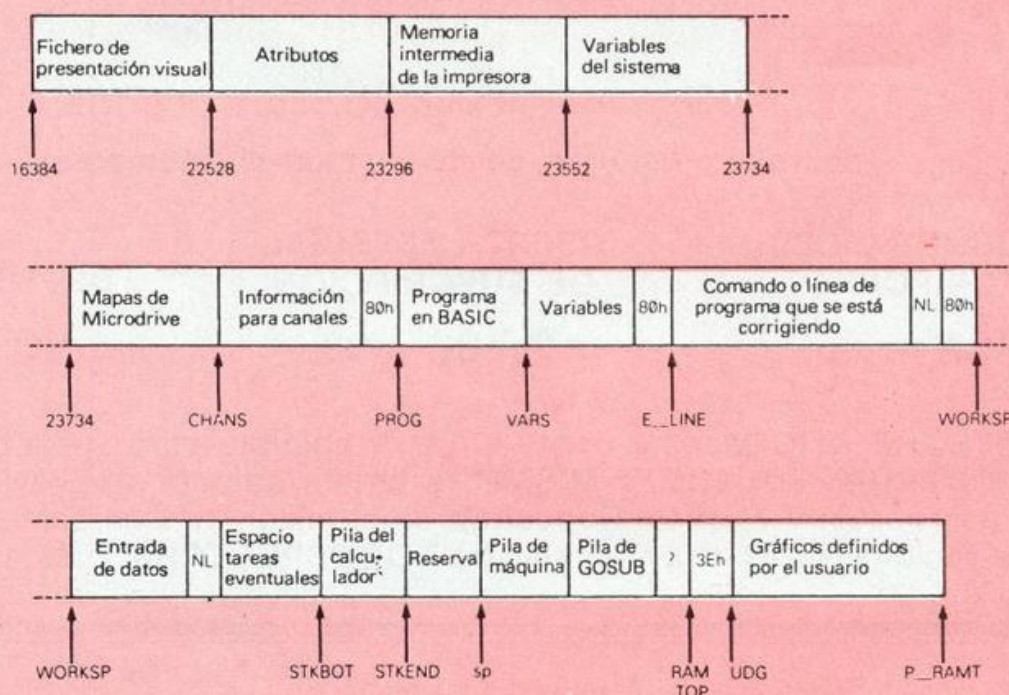 Fichero de
presentación visual
Atributos
Memoria
intermedia
de la impresora
Variables
del sistema
16384
22528
23296
23552
23734
Mapas de
Microdrive
Información
para canales
80h
Programa
en BASIC
Variables
80h
Comando o línea de
programa que se está
corrigiendo
NL
80h
23734
CHANS
PROG
VARS
E__LINE
WORKSP
Entrada
de datos
NL
Espacio
tareas
eventuales
Pila del
calcu-
lador
Reserva
Pila de
máquina
Pila de
GOSUB
?
3Eh
Gráficos definidos
por el usuario
WORKSP
STKBOT
STKEND
sp
RAM
TOP
UDG
P__RAMT